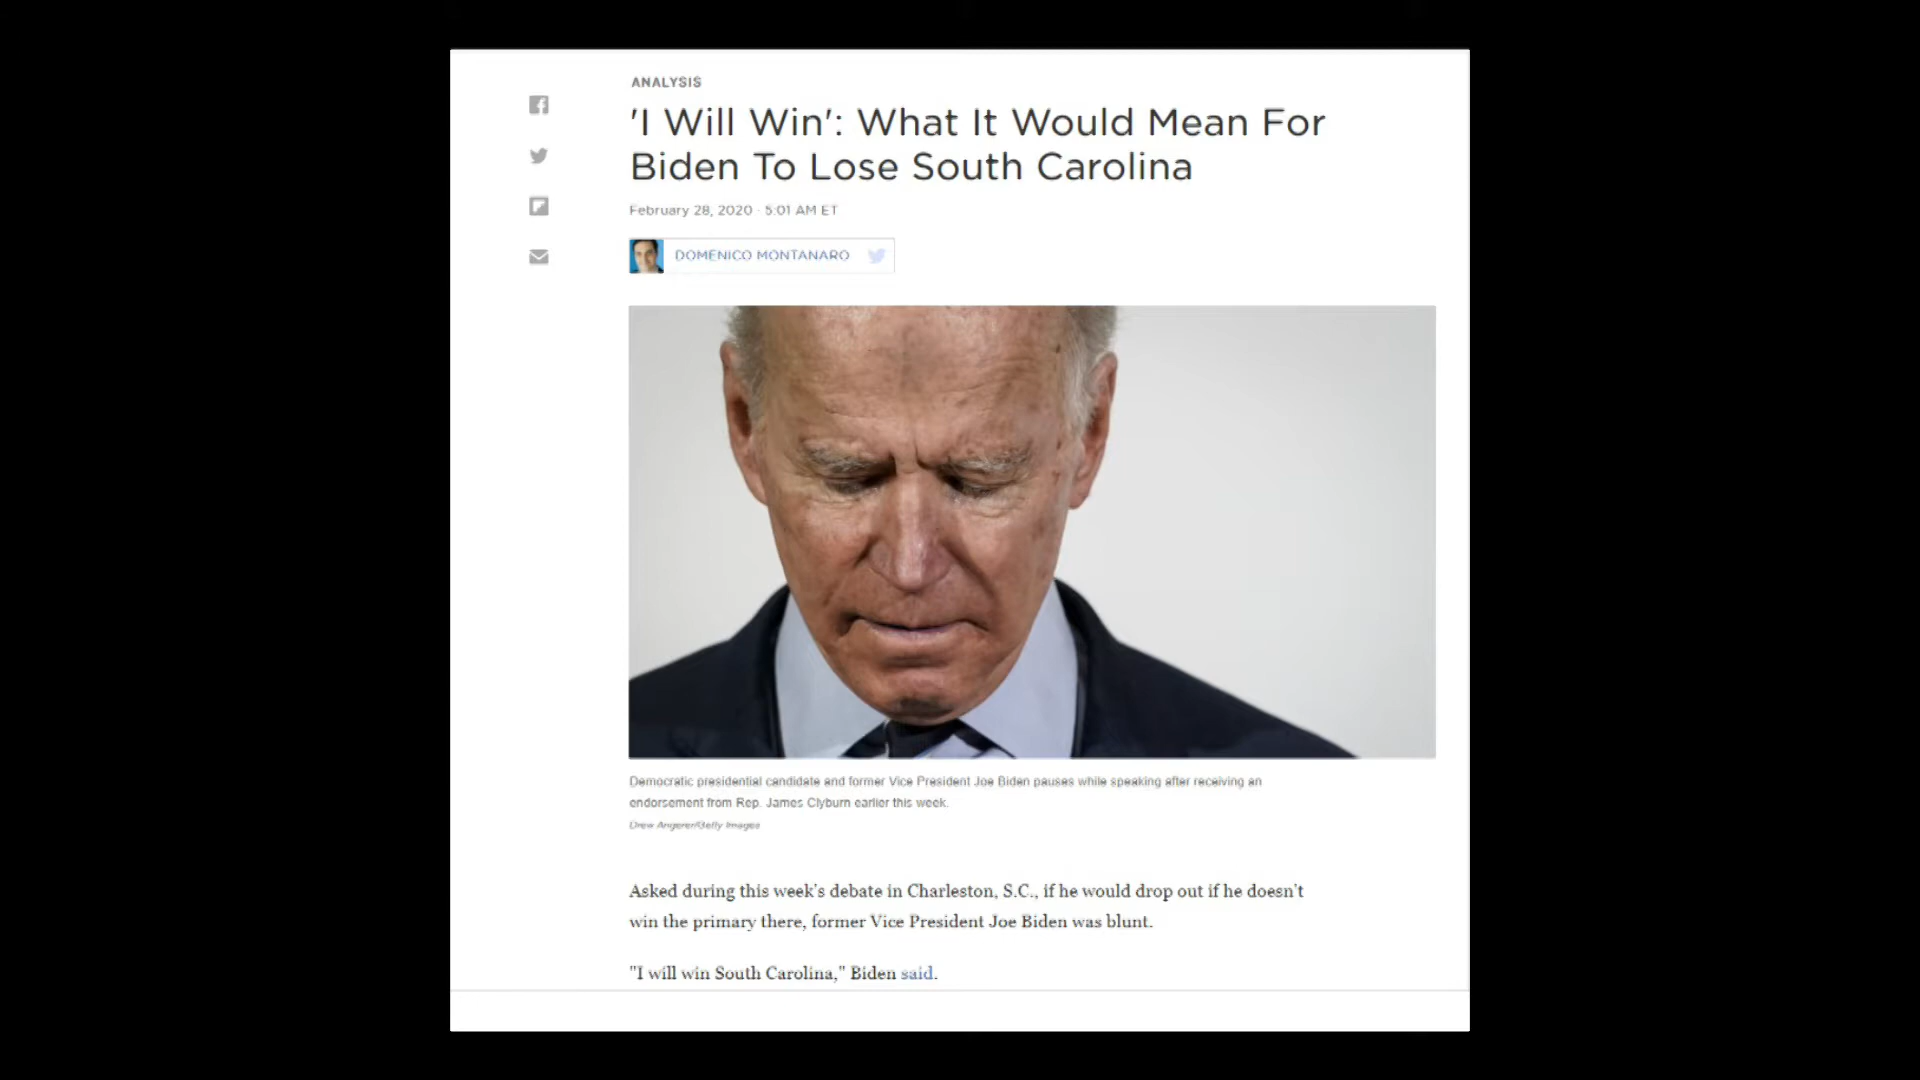 ANALYSIS
'I Will Win': What It Would Mean For
Biden To Lose South Carolina
February 28, 2020 · 5:01 AM ET
DOMENICO MONTANARO
Democratic presidential candidate and former Vice President Joe Biden pauses while speaking after receiving an
endorsement from Rep. James Clyburn earlier this week.
Drew Angerer/Getty Images
Asked during this week's debate in Charleston, S.C., if he would drop out if he doesn't
win the primary there, former Vice President Joe Biden was blunt.
"I will win South Carolina," Biden said.